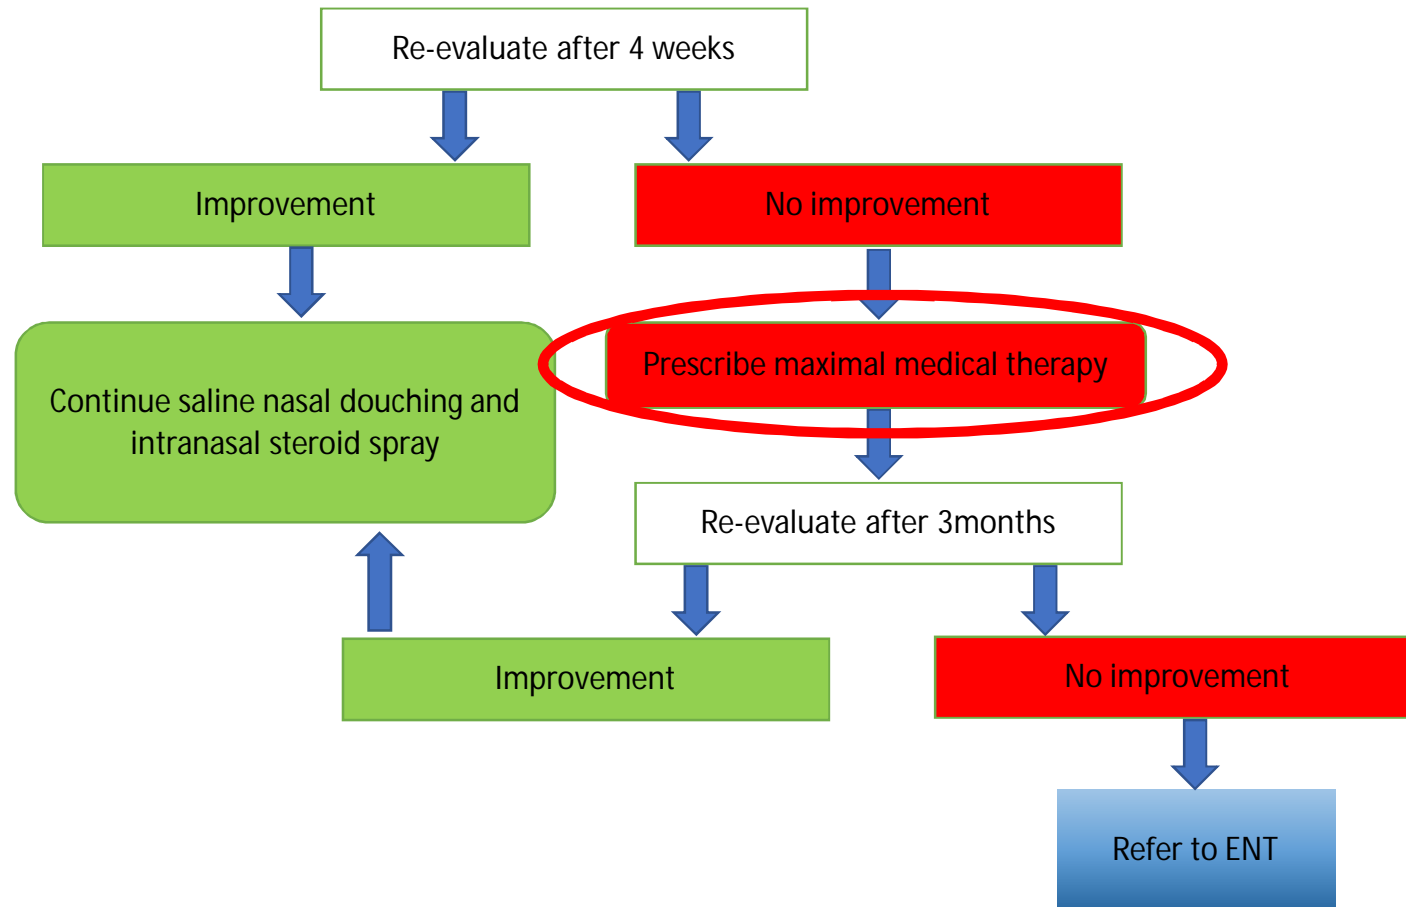 Re-evaluate after 4 weeks
Improvement
No improvement
Continue saline nasal douching and
intranasal steroid spray
Prescribe maximal medical therapy
Re-evaluate after 3months
Improvement
No improvement
Refer to ENT